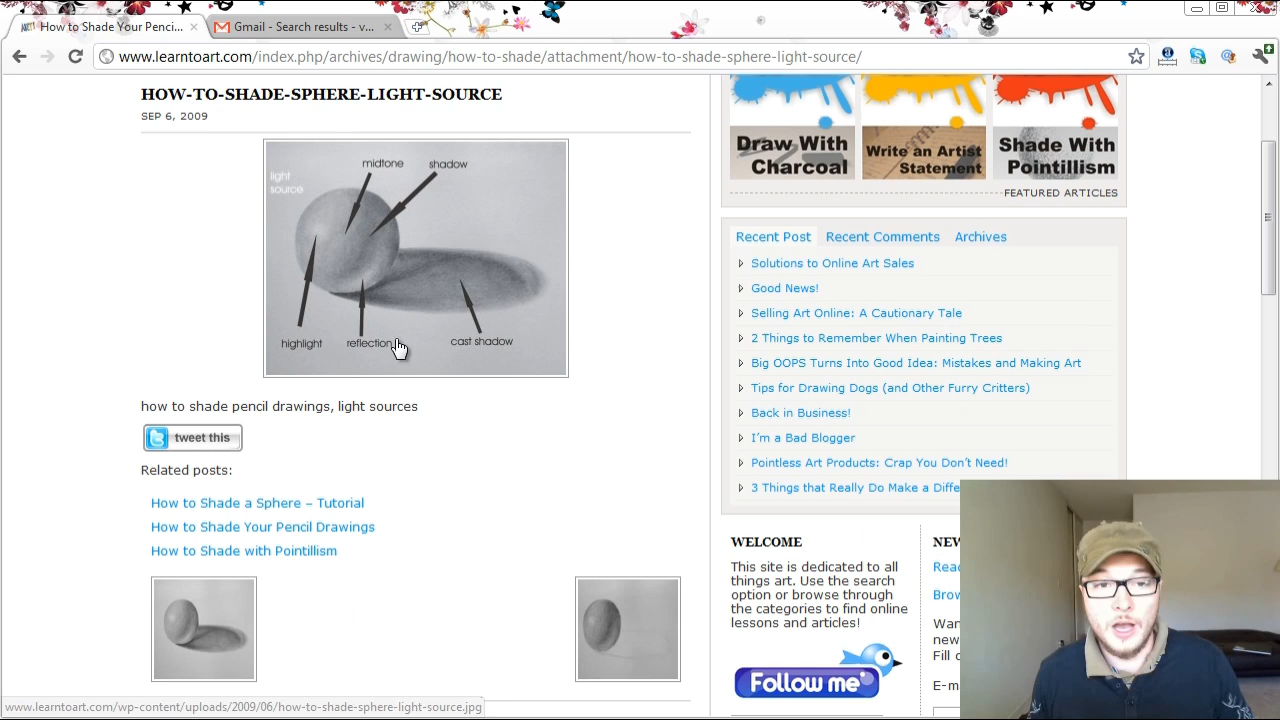 How to Shade Your Penci...
Gmail - Search results - v...
www.learntoart.com/index.php/archives/drawing/how-to-shade/attachment/how-to-shade-sphere-light-source/
HOW-TO-SHADE-SPHERE-LIGHT-SOURCE
SEP 6, 2009
light
source
midtone
shadow
highlight
reflection
cast shadow
how to shade pencil drawings, light sources
tweet this
Related posts:
How to Shade a Sphere – Tutorial
How to Shade Your Pencil Drawings
How to Shade with Pointillism
Draw With
Charcoal
Write an Artist
Statement
Shade With
Pointillism
FEATURED ARTICLES
Recent Post
Recent Comments
Archives
Solutions to Online Art Sales
Good News!
Selling Art Online: A Cautionary Tale
2 Things to Remember When Painting Trees
Big OOPS Turns Into Good Idea: Mistakes and Making Art
Tips for Drawing Dogs (and Other Furry Critters)
Back in Business!
I'm a Bad Blogger
Pointless Art Products: Crap You Don't Need!
3 Things that Really Do Make a Diffe
WELCOME
This site is dedicated to all
things art. Use the search
option or browse through
the categories to find online
lessons and articles!
Follow me
NEW
Read
Brow
Wan
new
Fill o
E-m
www.learntoart.com/wp-content/uploads/2009/06/how-to-shade-sphere-light-source.jpg